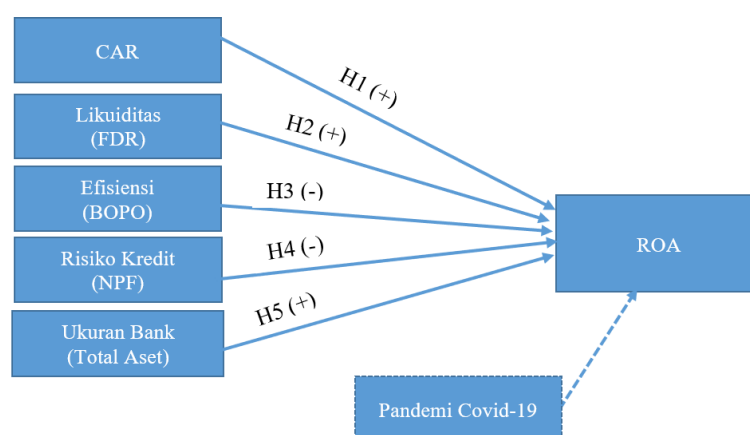 CAR
H1 (+)
Likuiditas
(FDR)
H2 (+)
Efisiensi
(BOPO)
H3 (-)
Risiko Kredit
(NPF)
H4 (-)
Ukuran Bank
(Total Aset)
H5 (+)
ROA
Pandemi Covid-19